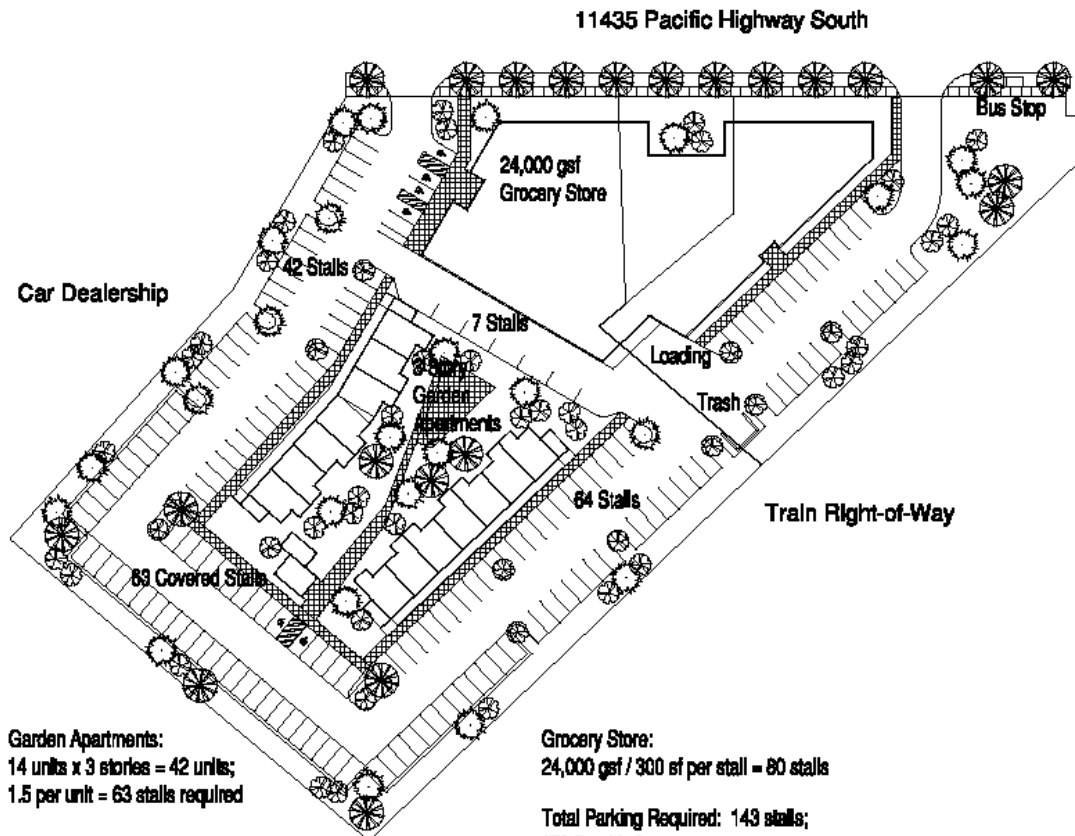 11435 Pacific Highway South
Bus Stop
24,000 gsf
Grocery Store
42 Stalls
Car Dealership
7 Stalls
Loading
3 Story
Garden
Apartments
Trash
64 Stalls
Train Right-of-Way
63 Covered Stalls
Garden Apartments:
14 units x 3 stories = 42 units;
1.5 per unit = 63 stalls required
Grocery Store:
24,000 gsf / 300 sf per stall = 80 stalls
Total Parking Required: 143 stalls;